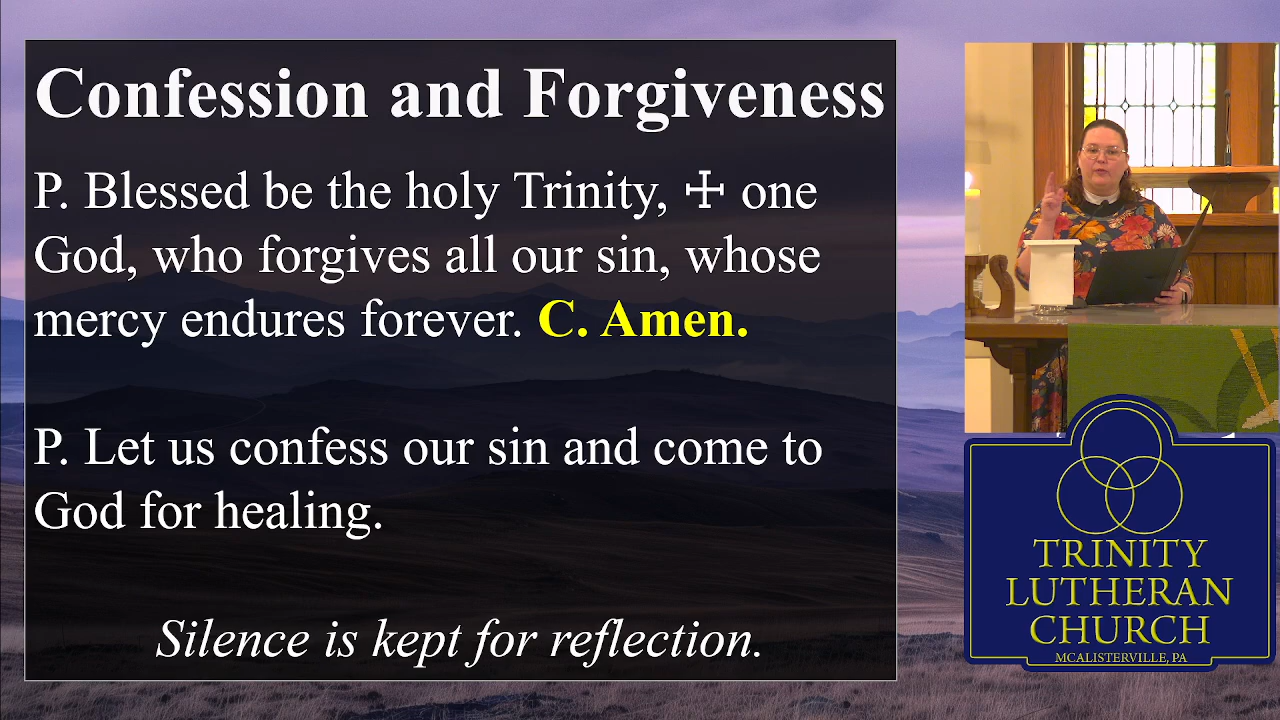 Confession and Forgiveness
P. Blessed be the holy Trinity, ☩ one
God, who forgives all our sin, whose
mercy endures forever. C. Amen.
P. Let us confess our sin and come to
God for healing.
Silence is kept for reflection.
TRINITY
LUTHERAN
CHURCH
MCALISTERVILLE, PA